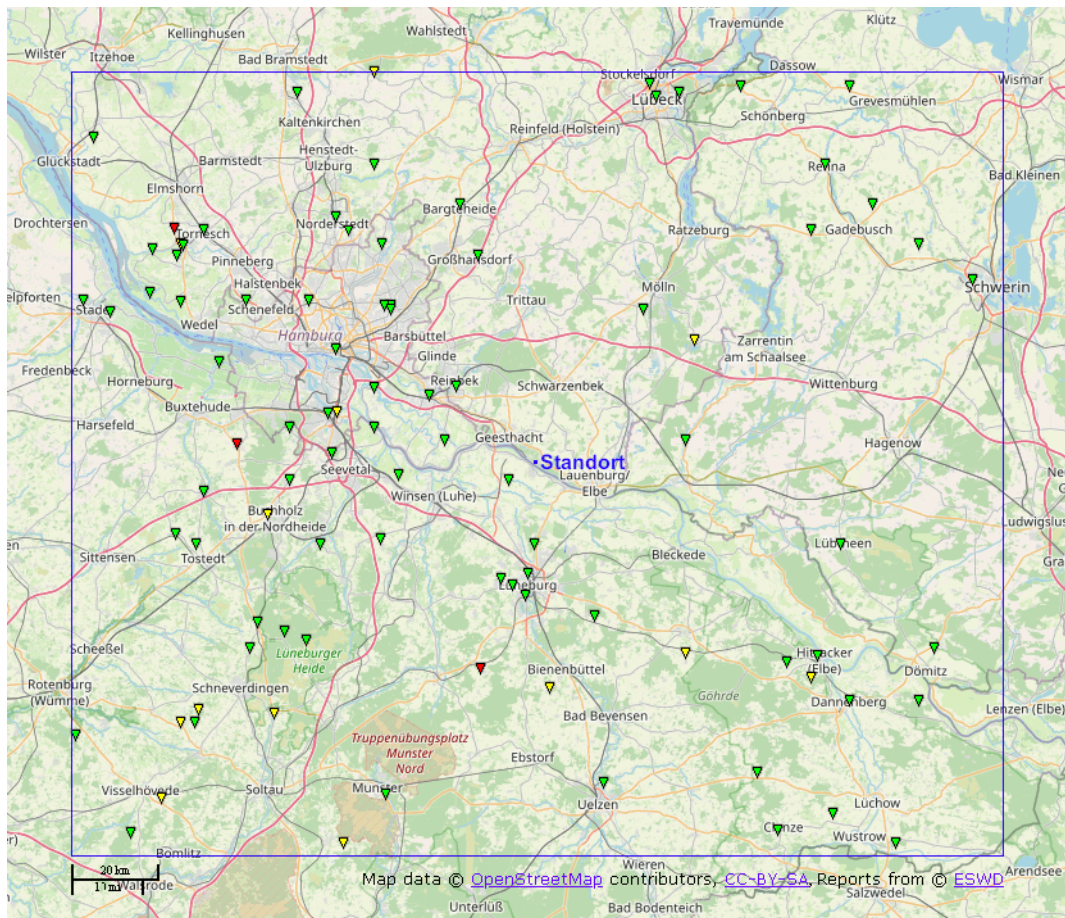 Kellinghusen
Wahlstedt
Travemünde
Klütz
Wilster
Itzehoe
Bad Bramstedt
Stockelsdorf
Dassow
Wismar
Lübeck
Grevesmühlen
Kaltenkirchen
Schönberg
Reinfeld (Holstein)
Glückstadt
Barmstedt
Henstedt-
Ulzburg
Rehna
Bad Kleinen
Elmshorn
Drochtersen
Bargteheide
Norderstedt
Ratzeburg
Gadebusch
Tornesch
Pinneberg
Großhansdorf
Halstenbek
Mölln
Schwerin
elpforten
Stade
Schenefeld
Trittau
Wedel
Hamburg
Barsbüttel
Zarrentin
am Schaalsee
Glinde
Fredenbeck
Horneburg
Reinbek
Schwarzenbek
Wittenburg
Buxtehude
Harsefeld
Geesthacht
Hagenow
Seevetal
Standort
Lauenburg/
Elbe
Winsen (Luhe)
Buchholz
in der Nordheide
Ludwigslus
Sittensen
Tostedt
Bleckede
Lübtheen
Lüneburg
Scheeßel
Luneburger
Heide
Bienenbüttel
Hitzacker
(Elbe)
Dömitz
Rotenburg
(Wümme)
Schneverdingen
Göhrde
Dannenberg
Lenzen (Elbe)
Bad Bevensen
Truppenübungsplatz
Munster
Nord
Ebstorf
Visselhövede
Soltau
Munster
Uelzen
Luchow
Clenze
Wustrow
Bomlitz
Wieren
Arendsee
20 km
11 mi
Map data © OpenStreetMap contributors, CC-BY-SA, Reports from © ESWD
Walsrode
Salzwedel
Unterlüß
Bad Bodenteich